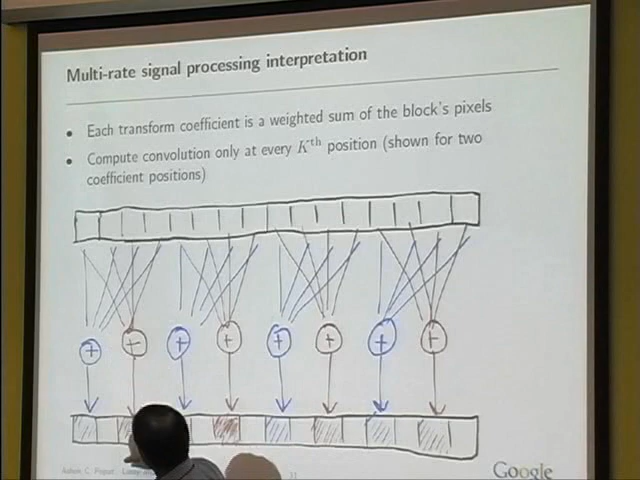 Multi-rate signal processing interpretation
• Each transform coefficient is a weighted sum of the block's pixels
• Compute convolution only at every Kth position (shown for two
coefficient positions)
+ + + + + + + +
Google